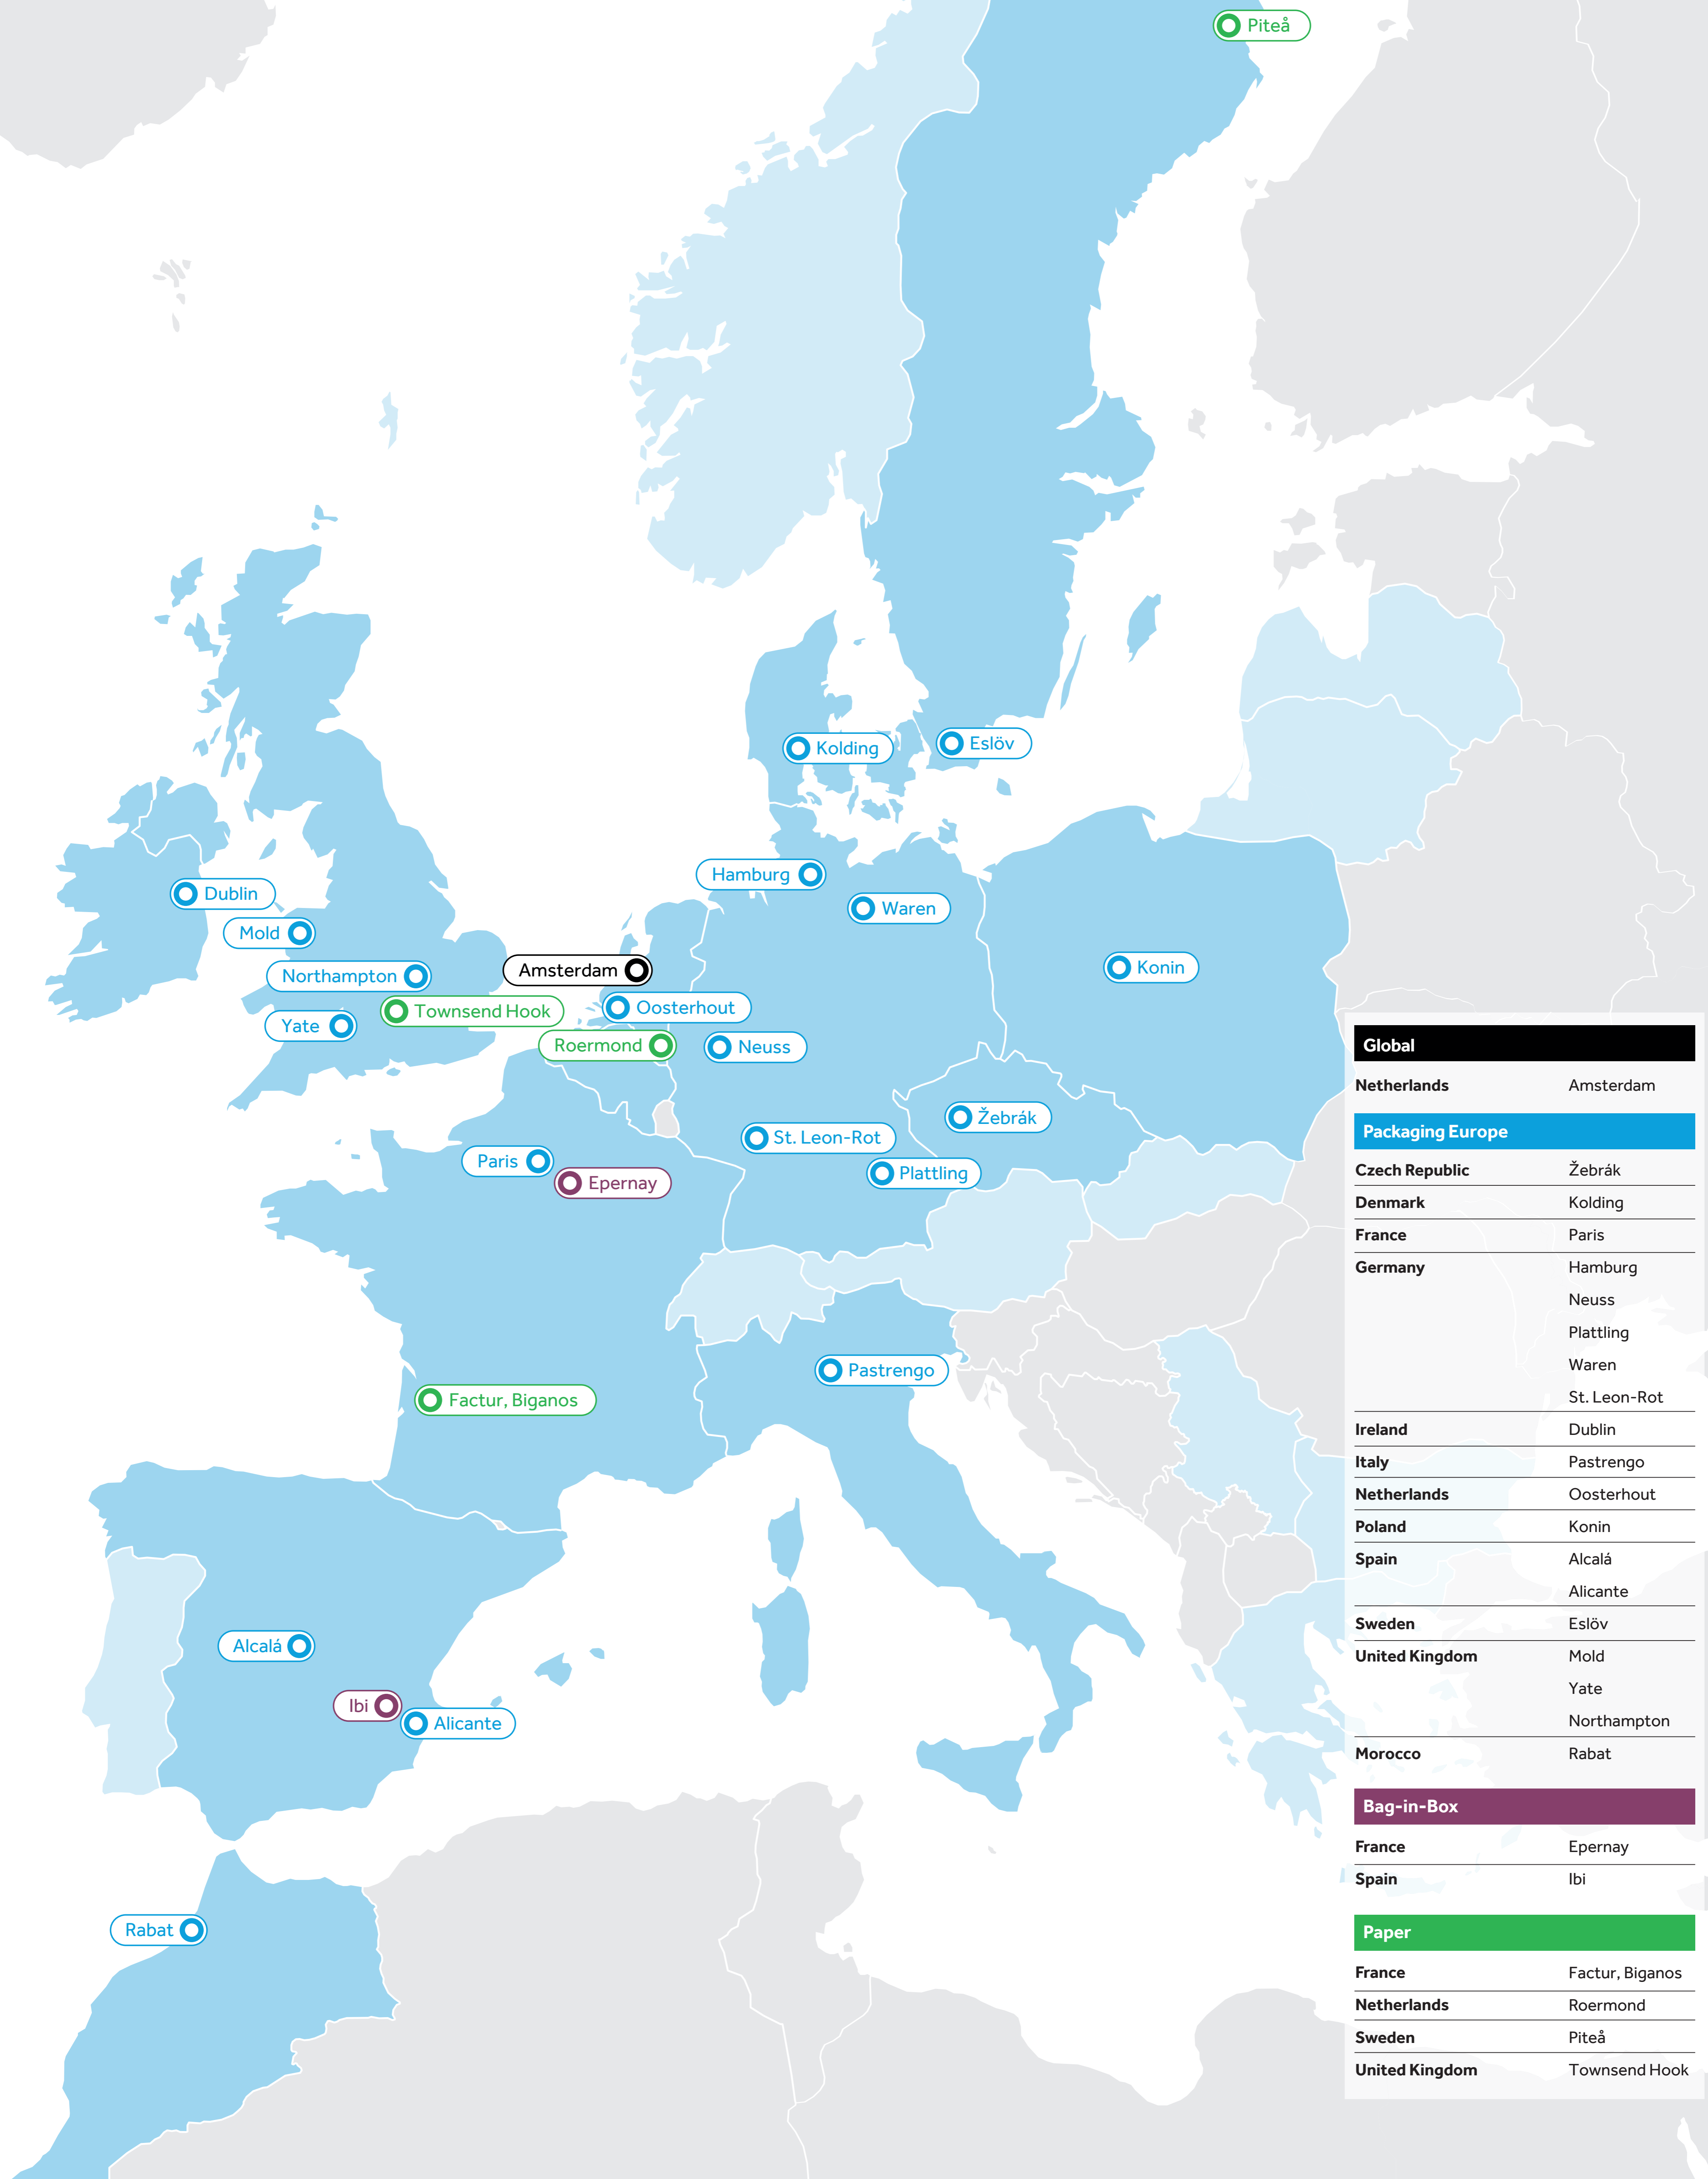 Piteå
Kolding
Eslöv
Hamburg
Dublin
Waren
Mold
Konin
Amsterdam
Northampton
Oosterhout
Townsend Hook
Yate
Roermond
Neuss
Žebrák
St. Leon-Rot
Paris
Plattling
Epernay
Pastrengo
Factur, Biganos
Alcalá
Ibi
Alicante
Rabat
Global
Netherlands Amsterdam
Packaging Europe
Czech Republic Žebrák
Denmark Kolding
France Paris
Germany Hamburg
Neuss
Plattling
Waren
St. Leon-Rot
Ireland Dublin
Italy Pastrengo
Netherlands Oosterhout
Poland Konin
Spain Alcalá
Alicante
Sweden Eslöv
United Kingdom Mold
Yate
Northampton
Morocco Rabat
Bag-in-Box
France Epernay
Spain Ibi
Paper
France Factur, Biganos
Netherlands Roermond
Sweden Piteå
United Kingdom Townsend Hook